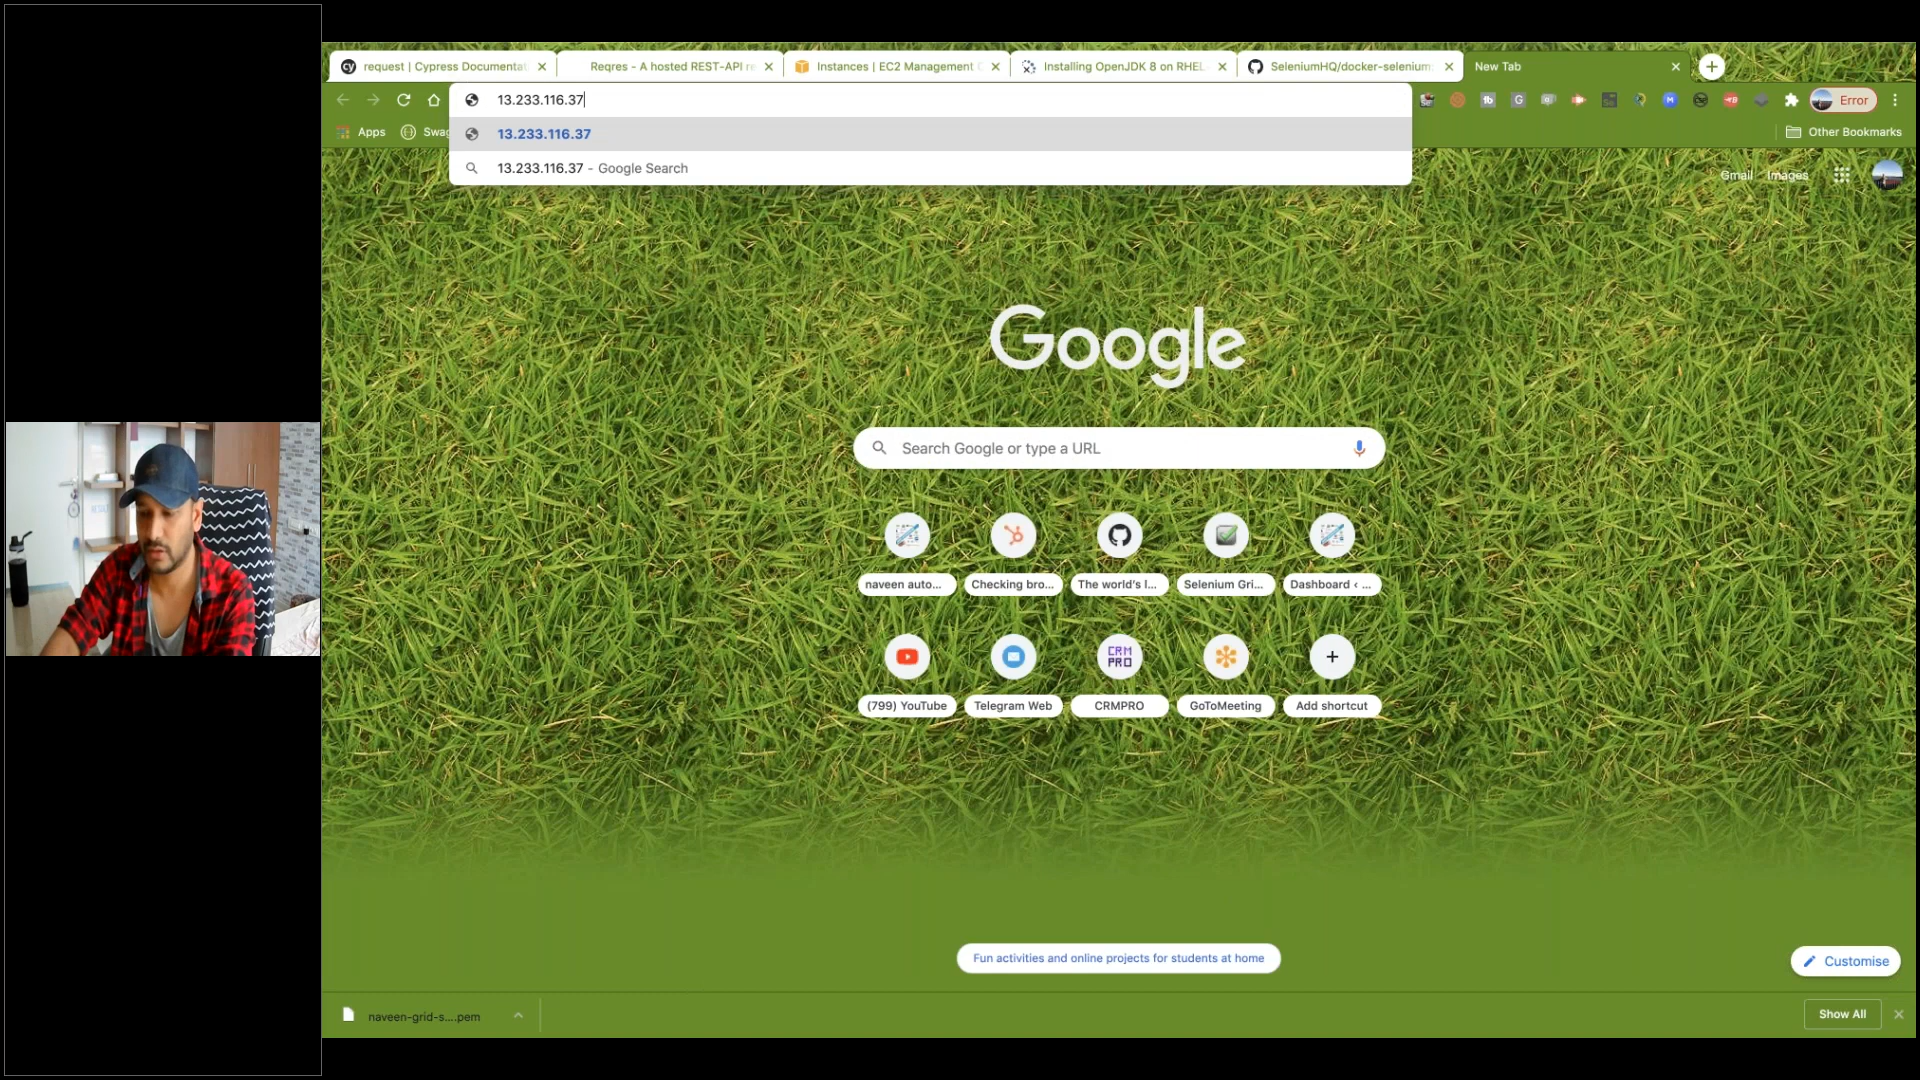 request | Cypress Documentat
Reqres - A hosted REST-API re
Instances | EC2 Management C
Installing OpenJDK 8 on RHEL
SeleniumHQ/docker-selenium:
New Tab
13.233.116.37
Error
Apps
Swag
13.233.116.37
Other Bookmarks
13.233.116.37 - Google Search
Gmail
Images
Google
Search Google or type a URL
naveen auto...
Checking bro...
The world's l...
Selenium Gri...
Dashboard ‹ ...
CRM
PRO
(799) YouTube
Telegram Web
CRMPRO
GoToMeeting
Add shortcut
Fun activities and online projects for students at home
Customise
naveen-grid-s....pem
Show All